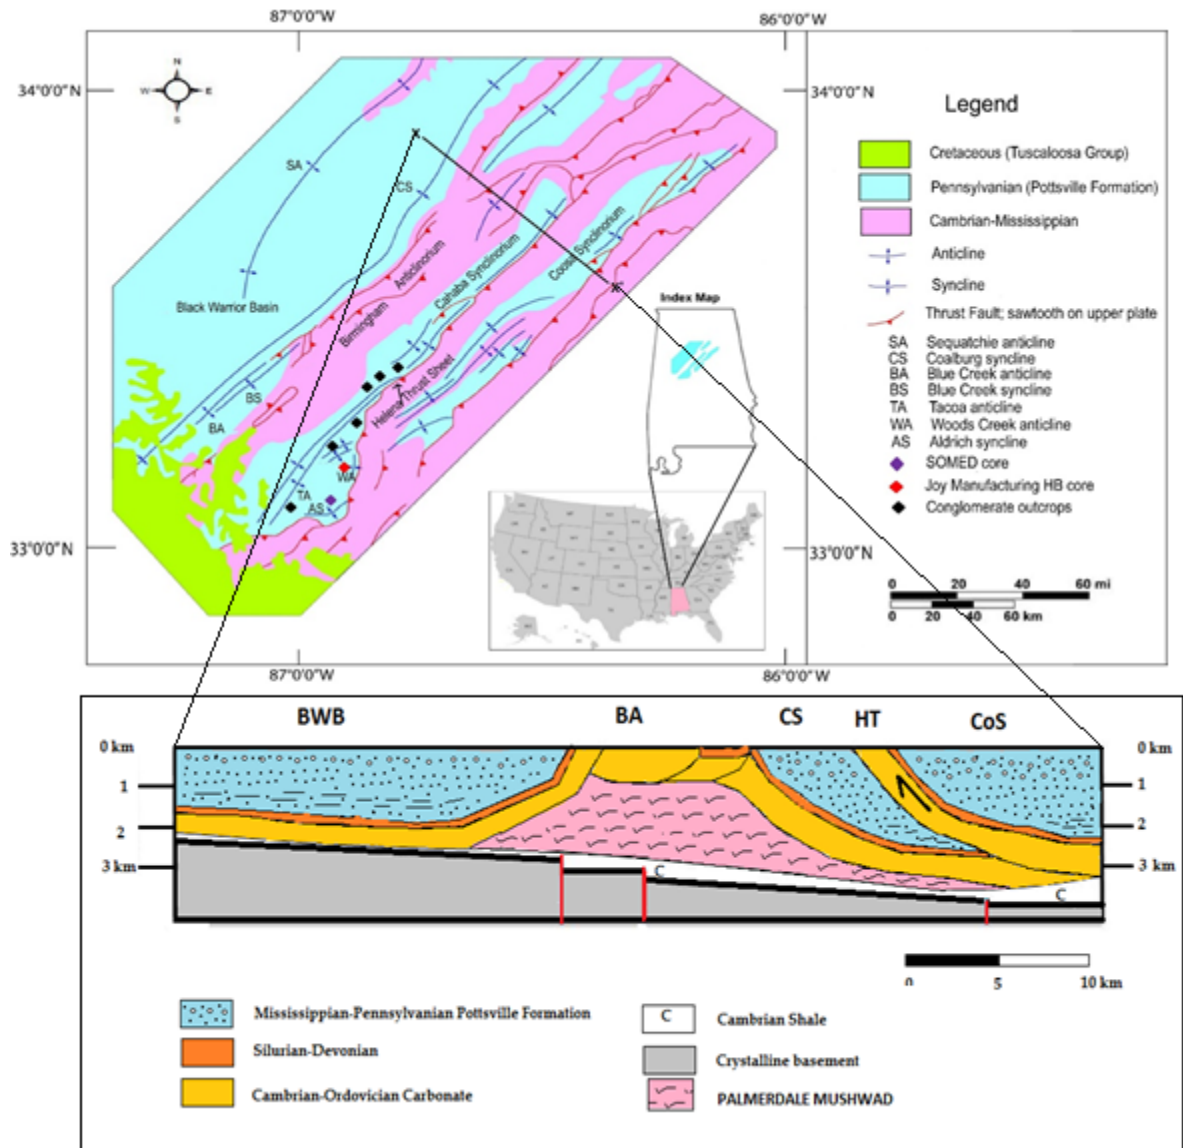 87°0'0"W
86°0'0"W
34°0'0"N
34°0'0"N
N
W
E
S
Legend
Cretaceous (Tuscaloosa Group)
Pennsylvanian (Pottsville Formation)
Cambrian-Mississippian
Anticline
Syncline
Thrust Fault; sawtooth on upper plate
SA Sequatchie anticline
CS Coalburg syncline
BA Blue Creek anticline
BS Blue Creek syncline
TA Tacoa anticline
WA Woods Creek anticline
AS Aldrich syncline
SOMED core
Joy Manufacturing HB core
Conglomerate outcrops
SA
CS
Black Warrior Basin
Birmingham
Anticlinorium
Cahaba Synclinorium
Coosa Synclinorium
Helena Thrust Sheet
BS
BA
WA
TA
AS
Index Map
33°0'0"N
33°0'0"N
0 20 40 60 mi
0 20 40 60 km
87°0'0"W
86°0'0"W
BWB BA CS HT CoS
0 km
1
2
3 km
0 km
1
2
3 km
C
C
0 5 10 km
Mississippian-Pennsylvanian Pottsville Formation
Silurian-Devonian
Cambrian-Ordovician Carbonate
C Cambrian Shale
Crystalline basement
PALMERDALE MUSHWAD